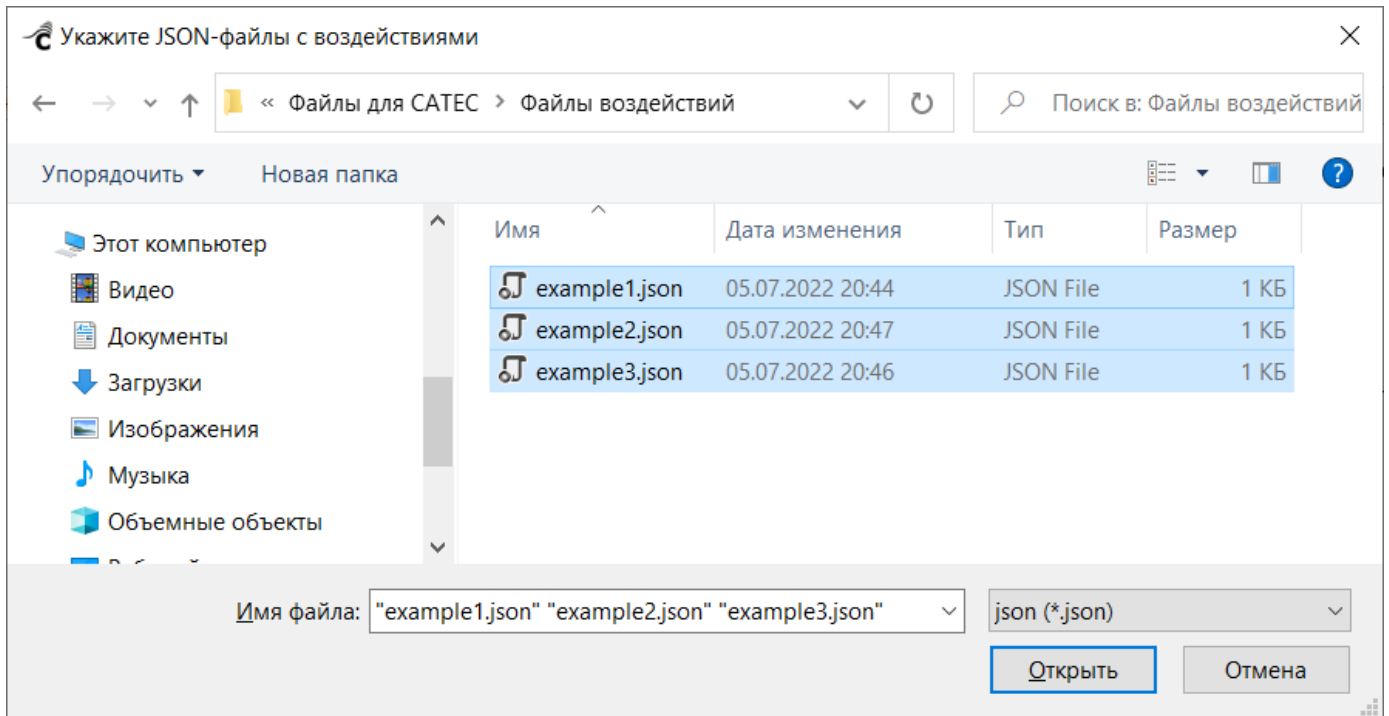 Укажите JSON-файлы с воздействиями
« Файлы для CATEC > Файлы воздействий
Поиск в: Файлы воздействий
Упорядочить
Новая папка
?
Имя Дата изменения Тип Размер
Этот компьютер
Видео
Документы
Загрузки
Изображения
Музыка
Объемные объекты
example1.json 05.07.2022 20:44 JSON File 1 КБ
example2.json 05.07.2022 20:47 JSON File 1 КБ
example3.json 05.07.2022 20:46 JSON File 1 КБ
Имя файла: "example1.json" "example2.json" "example3.json"
json (*.json)
Открыть Отмена